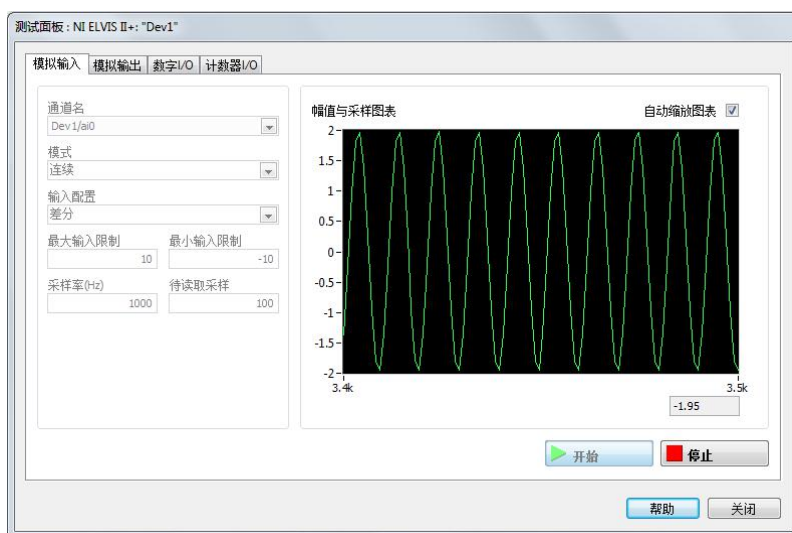 测试面板 : NI ELVIS II+: "Dev1"
模拟输入 模拟输出 数字I/O 计数器I/O
通道名
Dev1/ai0
模式
连续
输入配置
差分
最大输入限制 最小输入限制
10 -10
采样率(Hz) 待读取采样
1000 100
幅值与采样图表 自动缩放图表
2
1.5
1
0.5
0
-0.5
-1
-1.5
-2
3.4k 3.5k
-1.95
开始 停止
帮助 关闭